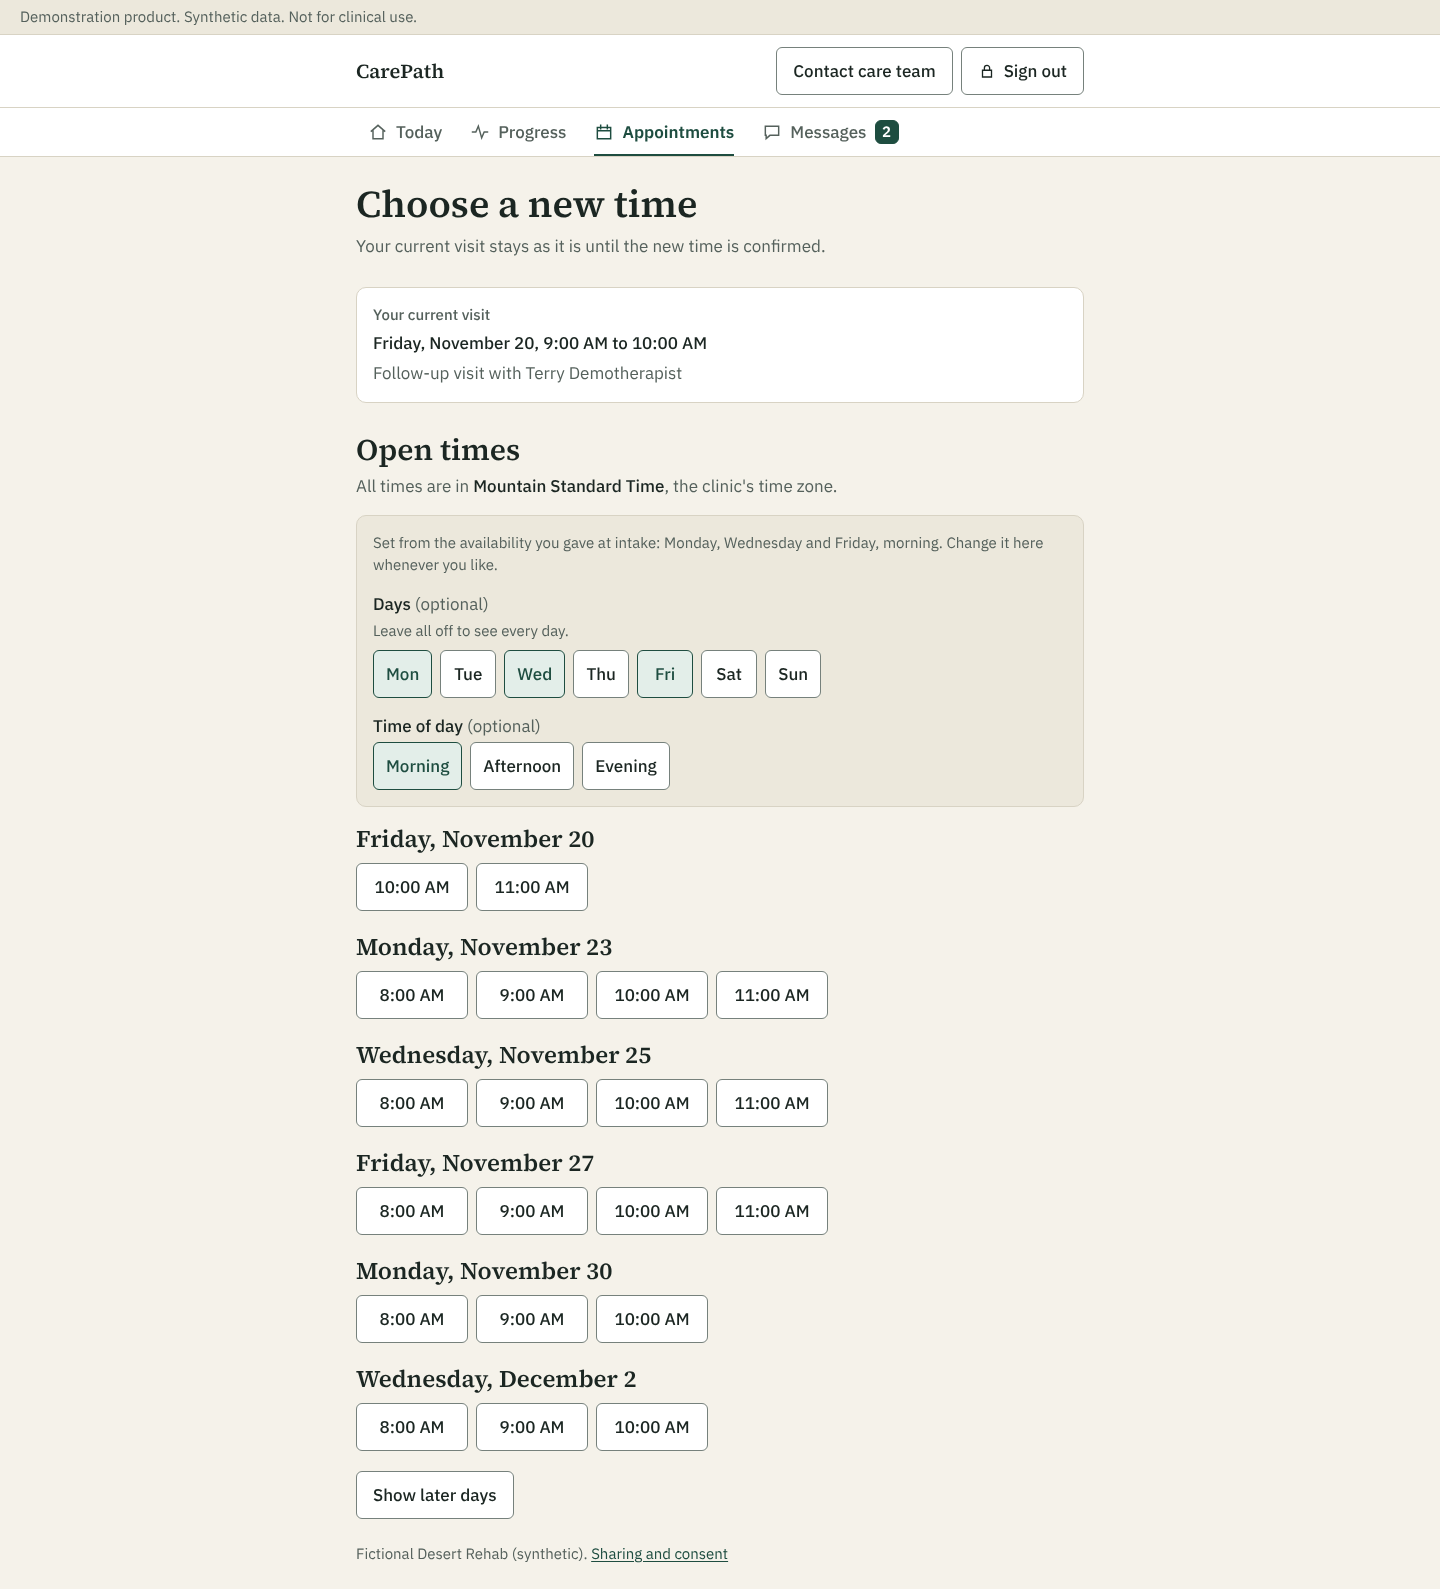 Demonstration product. Synthetic data. Not for clinical use.
CarePath
Contact care team
Sign out
Today
Progress
Appointments
Messages 2
Choose a new time
Your current visit stays as it is until the new time is confirmed.
Your current visit
Friday, November 20, 9:00 AM to 10:00 AM
Follow-up visit with Terry Demotherapist
Open times
All times are in Mountain Standard Time, the clinic's time zone.
Set from the availability you gave at intake: Monday, Wednesday and Friday, morning. Change it here
whenever you like.
Days (optional)
Leave all off to see every day.
Mon Tue Wed Thu Fri Sat Sun
Time of day (optional)
Morning Afternoon Evening
Friday, November 20
10:00 AM 11:00 AM
Monday, November 23
8:00 AM 9:00 AM 10:00 AM 11:00 AM
Wednesday, November 25
8:00 AM 9:00 AM 10:00 AM 11:00 AM
Friday, November 27
8:00 AM 9:00 AM 10:00 AM 11:00 AM
Monday, November 30
8:00 AM 9:00 AM 10:00 AM
Wednesday, December 2
8:00 AM 9:00 AM 10:00 AM
Show later days
Fictional Desert Rehab (synthetic). Sharing and consent